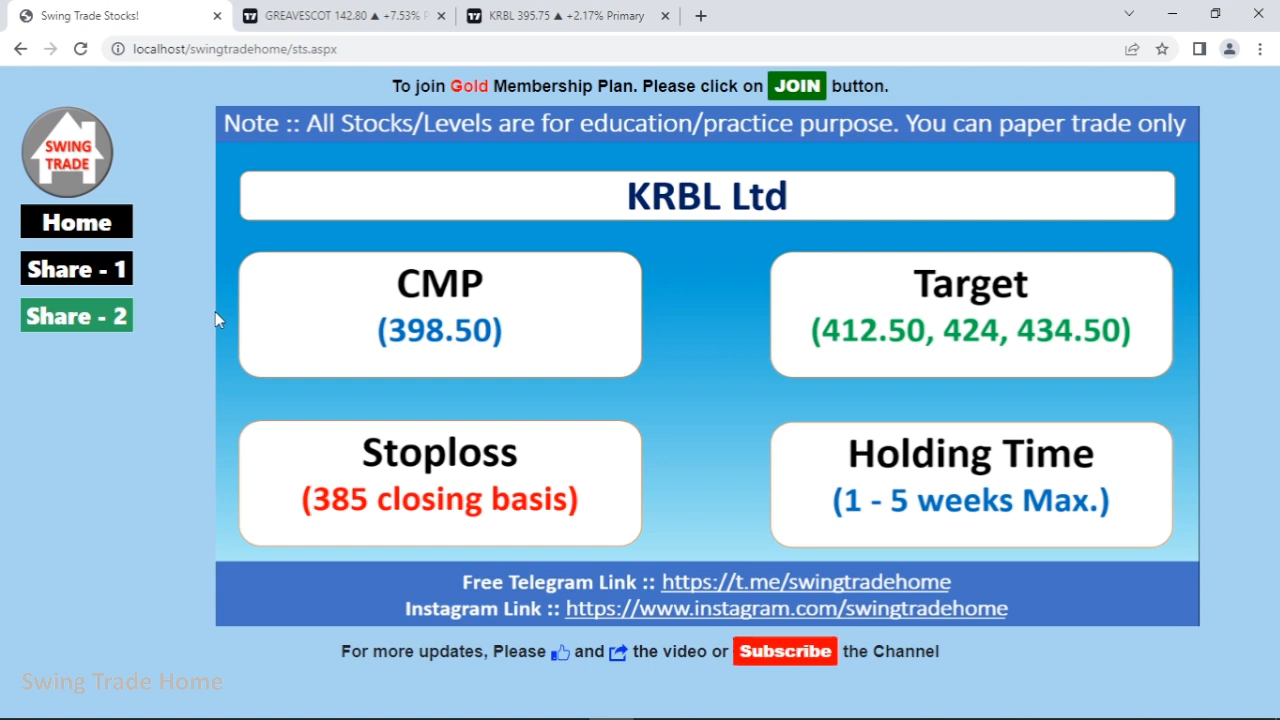 Swing Trade Stocks!
GREAVESCOT 142.80 ▲ +7.53%
KRBL 395.75 ▲ +2.17% Primary
localhost/swingtradehome/sts.aspx
To join Gold Membership Plan. Please click on JOIN button.
SWING
TRADE
Home
Share - 1
Share - 2
Note :: All Stocks/Levels are for education/practice purpose. You can paper trade only
KRBL Ltd
CMP
(398.50)
Target
(412.50, 424, 434.50)
Stoploss
(385 closing basis)
Holding Time
(1 - 5 weeks Max.)
Free Telegram Link :: https://t.me/swingtradehome
Instagram Link :: https://www.instagram.com/swingtradehome
For more updates, Please and the video or Subscribe the Channel
Swing Trade Home